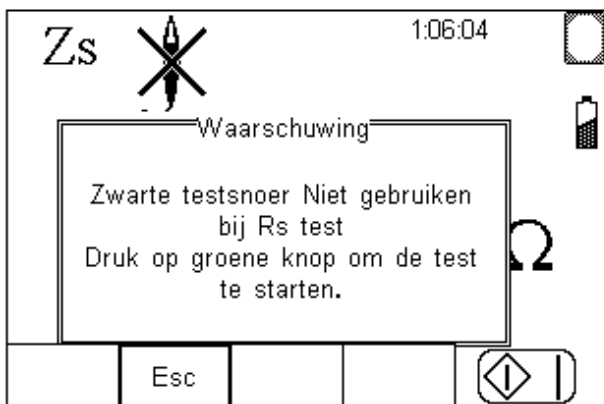 Zs
1:06:04
Waarschuwing
Zwarte testsnoer Niet gebruiken
bij Rs test
Druk op groene knop om de test
te starten.
Ω
Esc